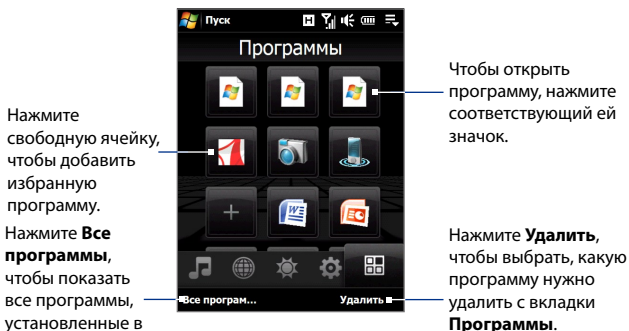 Пуск
H
Программы
Нажмите
свободную ячейку,
чтобы добавить
избранную
программу.
Нажмите Все
программы,
чтобы показать
все программы,
установленные в
Все програм...
Удалить
Чтобы открыть
программу, нажмите
соответствующий ей
значок.
Нажмите Удалить,
чтобы выбрать, какую
программу нужно
удалить с вкладки
Программы.